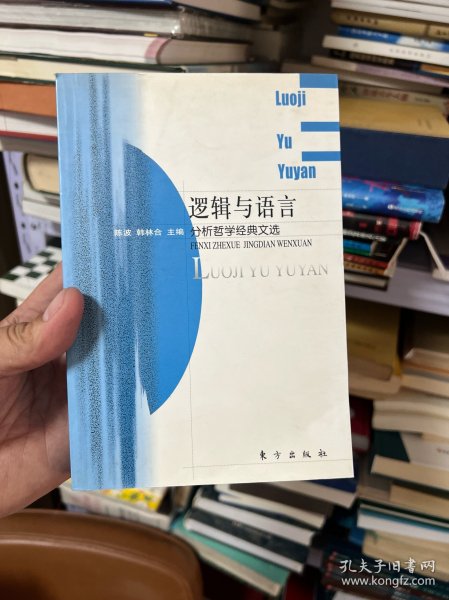 Luoji
Yu
Yuyan
逻辑与语言
陈波 韩林合 主编
分析哲学经典文选
FENXI ZHEXUE JINGDIAN WENXUAN
LUOJI YU YUYAN
东方出版社
孔夫子旧书网
www.kongfz.com